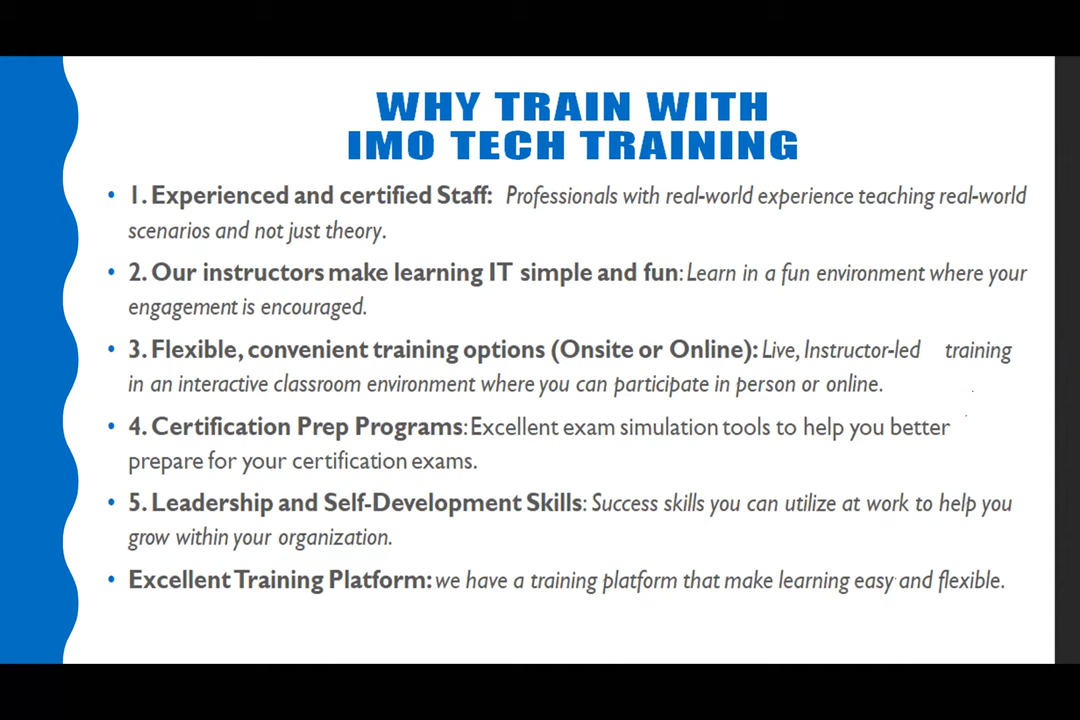 WHY TRAIN WITH
IMO TECH TRAINING
• 1. Experienced and certified Staff: Professionals with real-world experience teaching real-world
scenarios and not just theory.
• 2. Our instructors make learning IT simple and fun: Learn in a fun environment where your
engagement is encouraged.
• 3. Flexible, convenient training options (Onsite or Online): Live, Instructor-led training
in an interactive classroom environment where you can participate in person or online.
• 4. Certification Prep Programs: Excellent exam simulation tools to help you better
prepare for your certification exams.
• 5. Leadership and Self-Development Skills: Success skills you can utilize at work to help you
grow within your organization.
• Excellent Training Platform: we have a training platform that make learning easy and flexible.